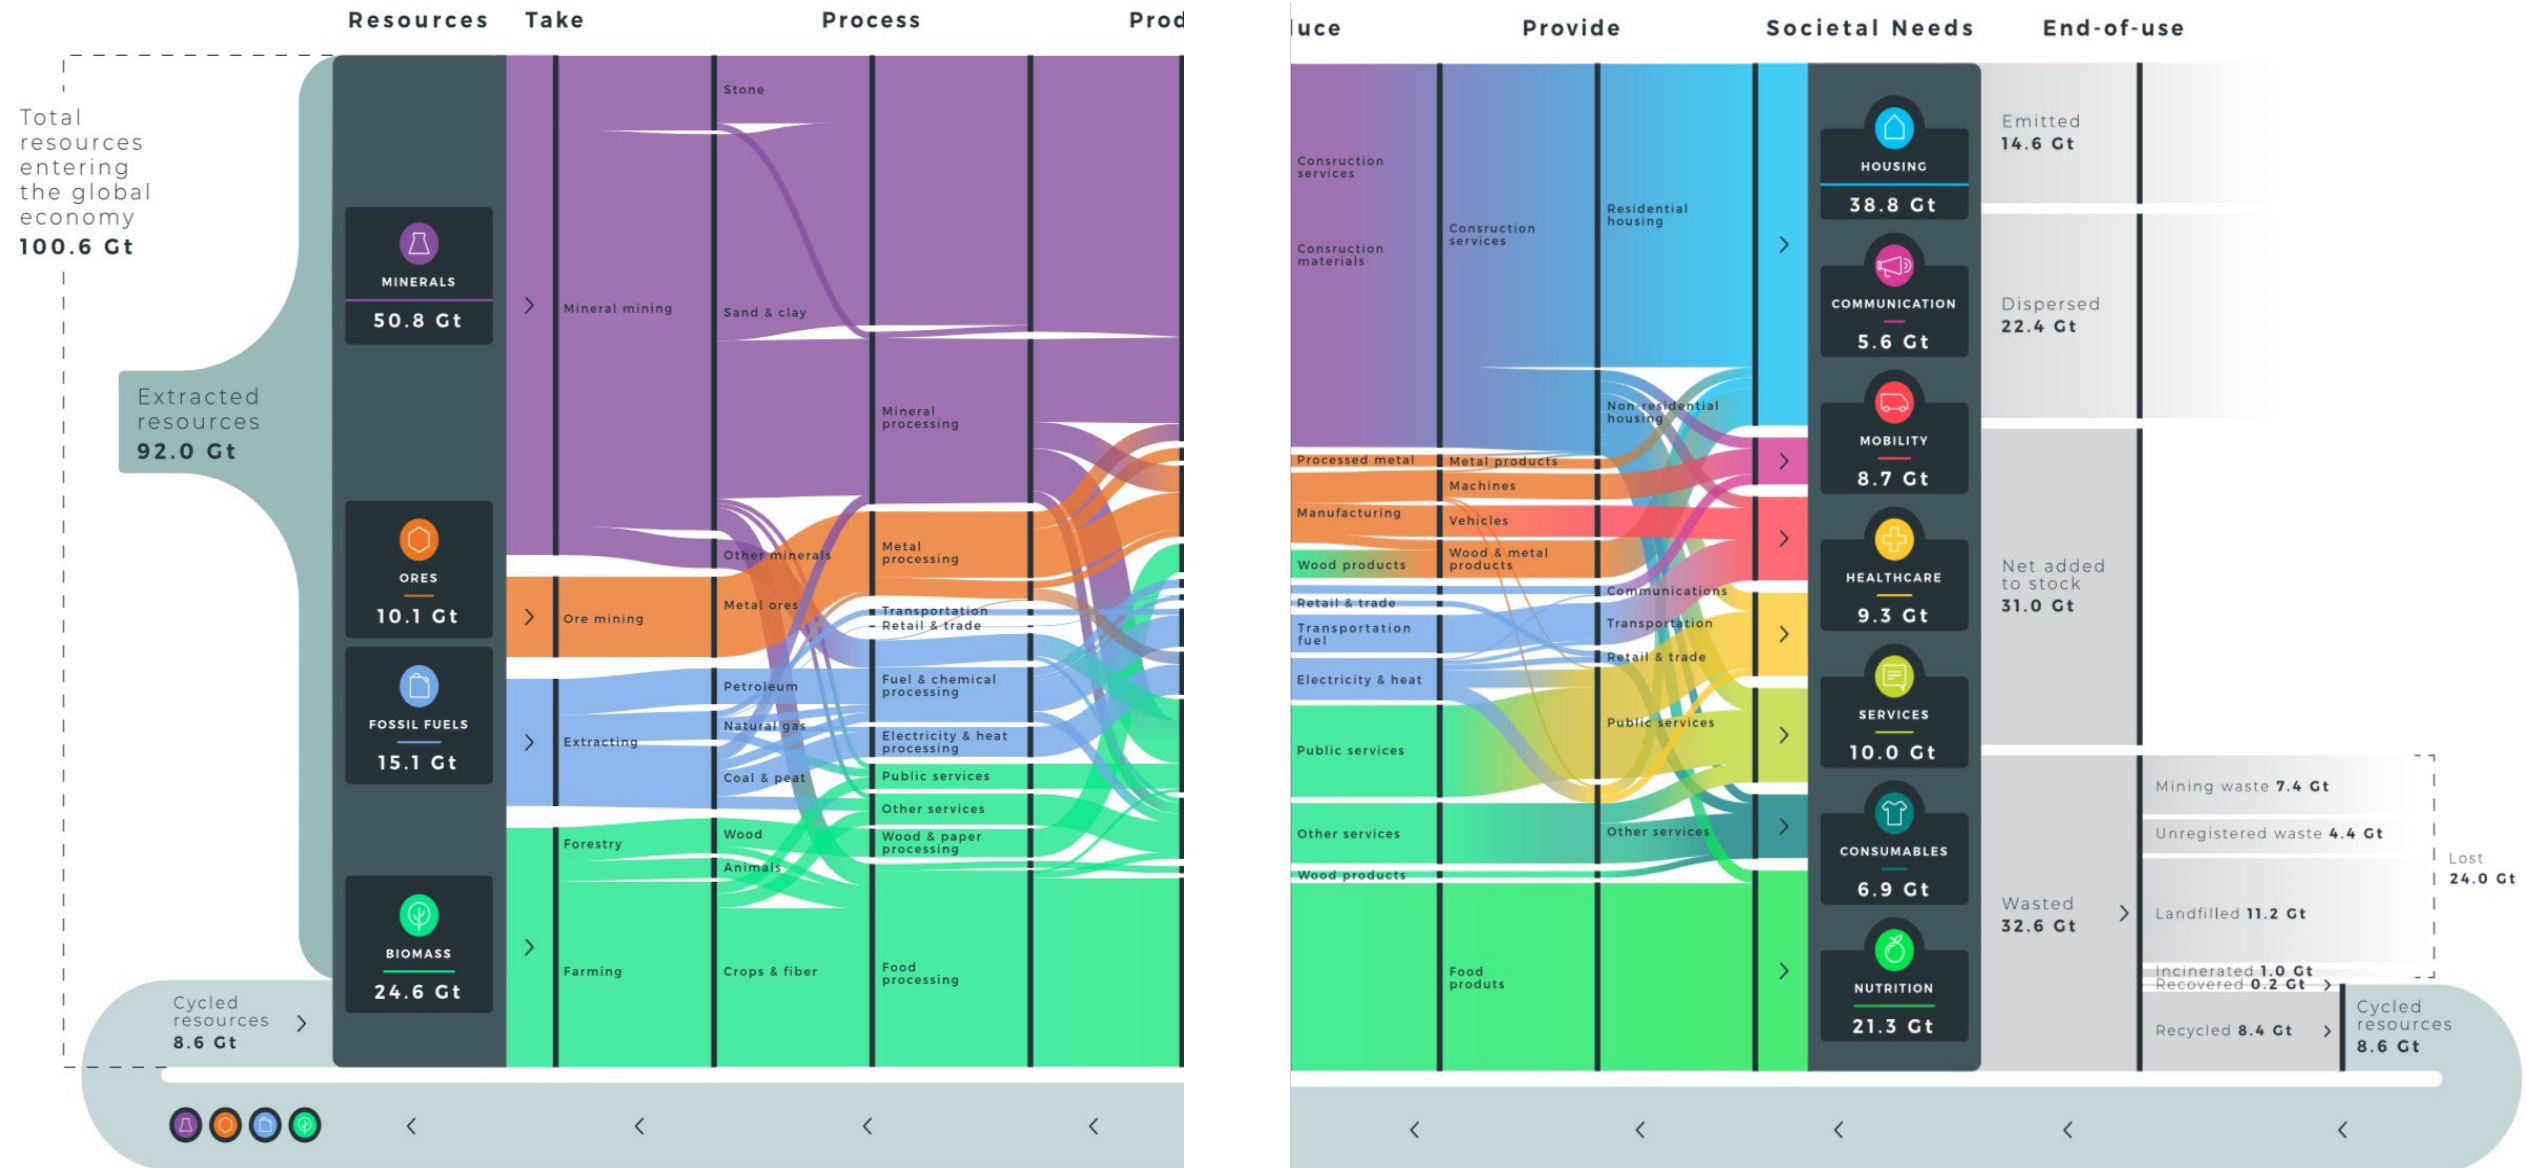 Resources
Take
Process
Prod
Total
resources
entering
the global
economy
100.6 Gt
Extracted
resources
92.0 Gt
Cycled
resources
8.6 Gt
MINERALS
50.8 Gt
ORES
10.1 Gt
FOSSIL FUELS
15.1 Gt
BIOMASS
24.6 Gt
Mineral mining
Ore mining
Extracting
Forestry
Farming
Stone
Sand & clay
Other minerals
Metal ores
Petroleum
Natural gas
Coal & peat
Wood
Animals
Crops & fiber
Mineral
processing
Metal
processing
Transportation
Retail & trade
Fuel & chemical
processing
Electricity & heat
processing
Public services
Other services
Wood & paper
processing
Food
processing
uce
Provide
Societal Needs
End-of-use
Consruction
services
Consruction
materials
Processed metal
Manufacturing
Wood products
Retail & trade
Transportation
fuel
Electricity & heat
Public services
Other services
Wood products
Consruction
services
Metal products
Machines
Vehicles
Wood & metal
products
Food
produts
Residential
housing
Non-residential
housing
Communications
Transportation
Retail & trade
Public services
Other services
HOUSING
38.8 Gt
COMMUNICATION
5.6 Gt
MOBILITY
8.7 Gt
HEALTHCARE
9.3 Gt
SERVICES
10.0 Gt
CONSUMABLES
6.9 Gt
NUTRITION
21.3 Gt
Emitted
14.6 Gt
Dispersed
22.4 Gt
Net added
to stock
31.0 Gt
Wasted
32.6 Gt
Mining waste 7.4 Gt
Unregistered waste 4.4 Gt
Landfilled 11.2 Gt
Incinerated 1.0 Gt
Recovered 0.2 Gt
Recycled 8.4 Gt
Lost
24.0 Gt
Cycled
resources
8.6 Gt